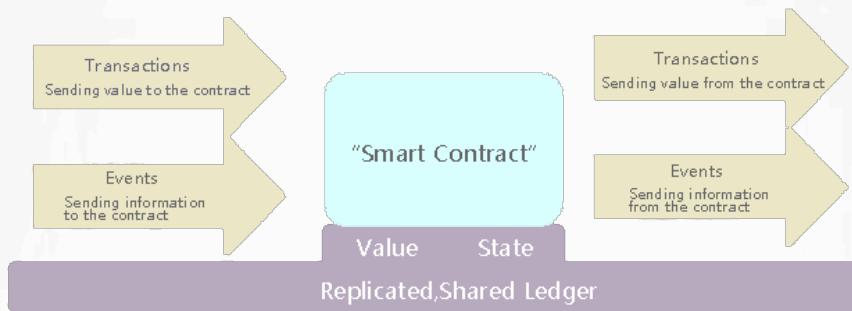 Transactions
Sending value to the contract
Events
Sending information
to the contract
“Smart Contract”
Value State
Replicated,Shared Ledger
Transactions
Sending value from the contract
Events
Sending information
from the contract